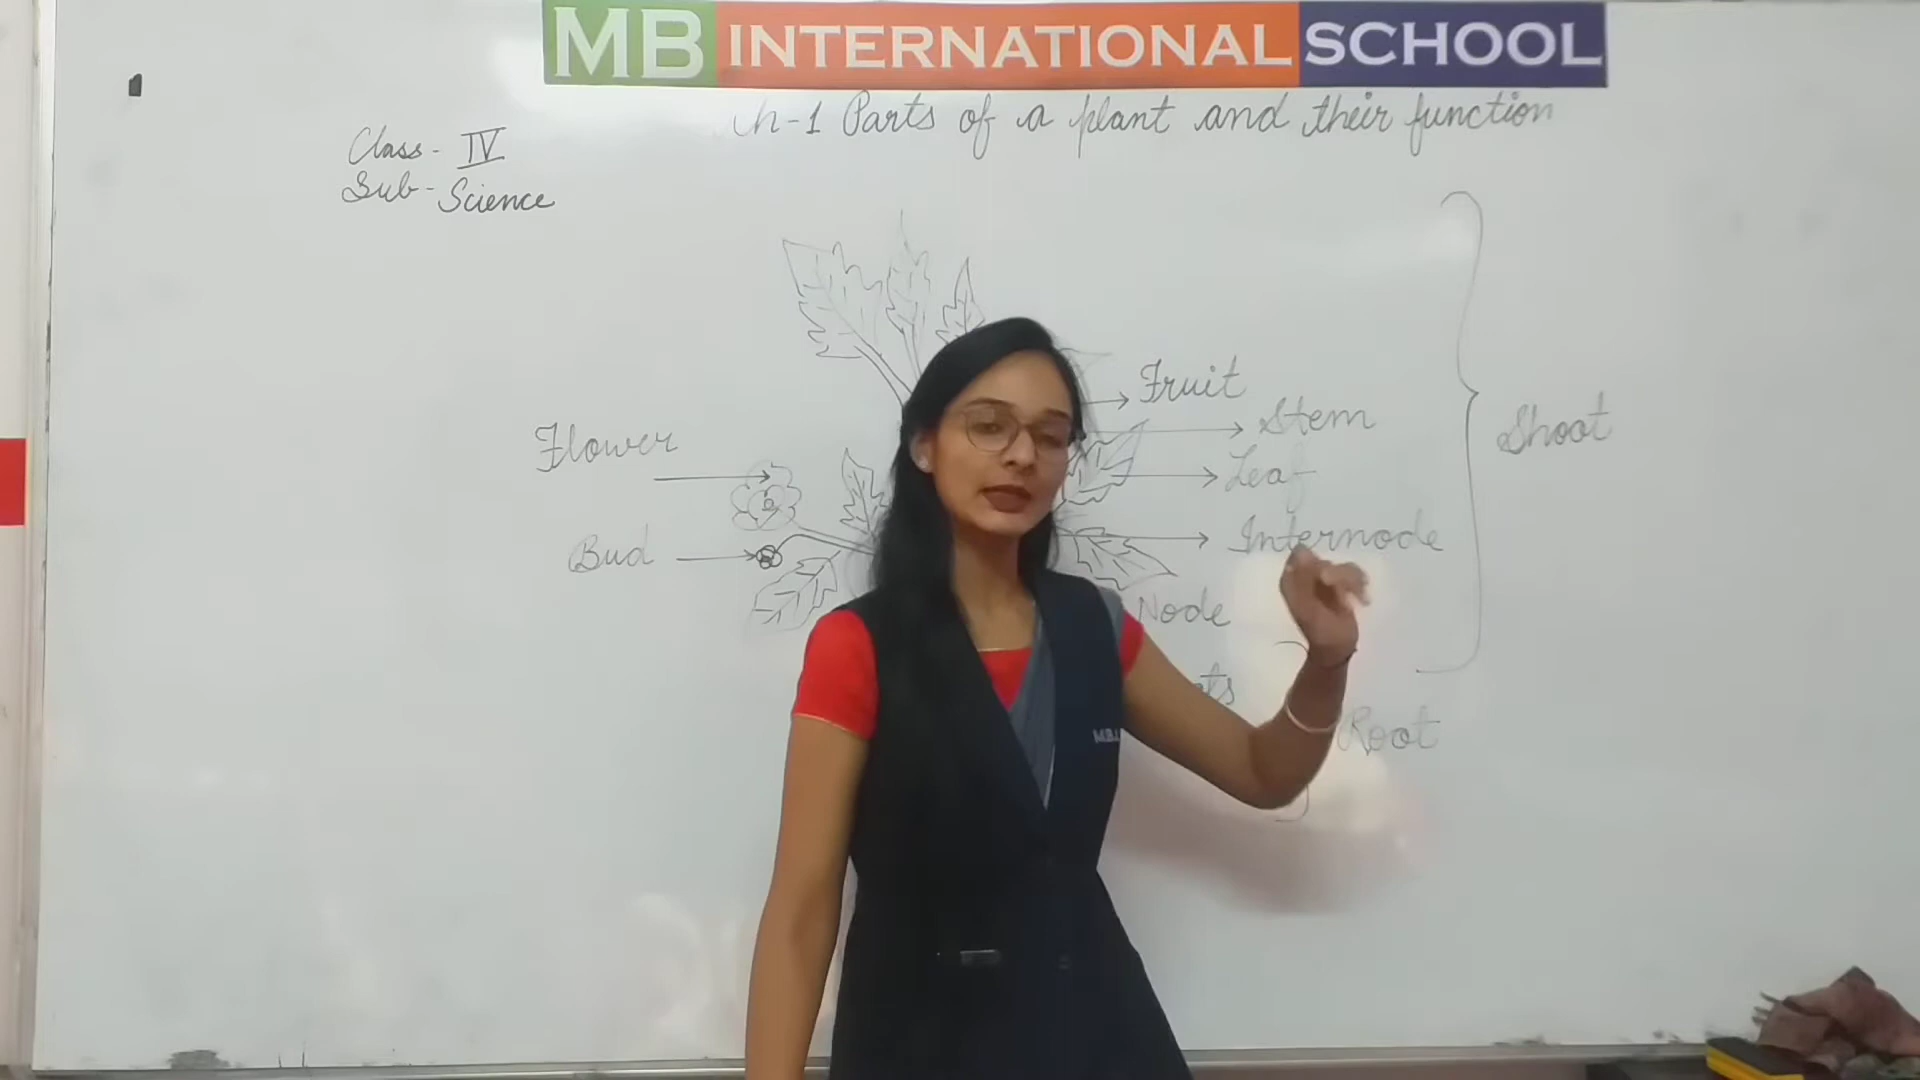 MB INTERNATIONAL SCHOOL
Ch-1 Parts of a plant and their function
Class - IV
Sub - Science
Fruit
Stem
Shoot
Flower
Leaf
Internode
Bud
Node
Root